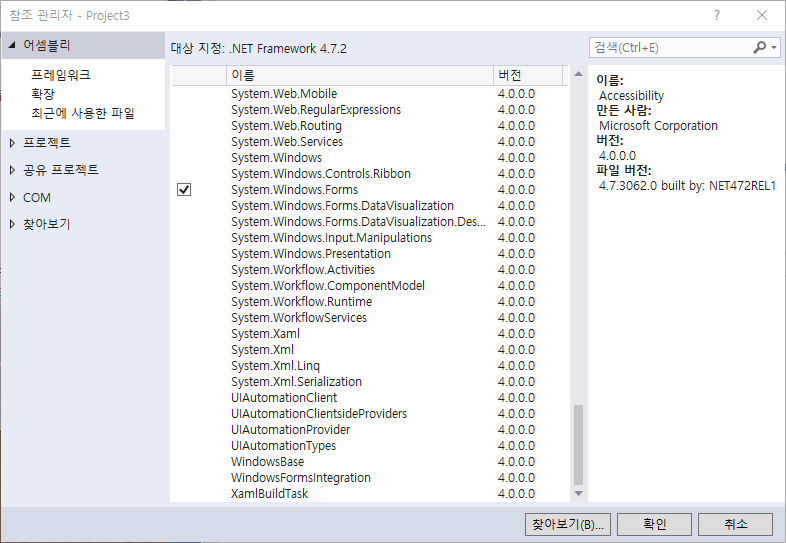 참조 관리자 - Project3
? ×
어셈블리
프레임워크
확장
최근에 사용한 파일
프로젝트
공유 프로젝트
COM
찾아보기
대상 지정: .NET Framework 4.7.2
검색(Ctrl+E)
이름 버전
System.Web.Mobile 4.0.0.0
System.Web.RegularExpressions 4.0.0.0
System.Web.Routing 4.0.0.0
System.Web.Services 4.0.0.0
System.Windows 4.0.0.0
System.Windows.Controls.Ribbon 4.0.0.0
System.Windows.Forms 4.0.0.0
System.Windows.Forms.DataVisualization 4.0.0.0
System.Windows.Forms.DataVisualization.Des... 4.0.0.0
System.Windows.Input.Manipulations 4.0.0.0
System.Windows.Presentation 4.0.0.0
System.Workflow.Activities 4.0.0.0
System.Workflow.ComponentModel 4.0.0.0
System.Workflow.Runtime 4.0.0.0
System.WorkflowServices 4.0.0.0
System.Xaml 4.0.0.0
System.Xml 4.0.0.0
System.Xml.Linq 4.0.0.0
System.Xml.Serialization 4.0.0.0
UIAutomationClient 4.0.0.0
UIAutomationClientsideProviders 4.0.0.0
UIAutomationProvider 4.0.0.0
UIAutomationTypes 4.0.0.0
WindowsBase 4.0.0.0
WindowsFormsIntegration 4.0.0.0
XamlBuildTask 4.0.0.0
이름:
Accessibility
만든 사람:
Microsoft Corporation
버전:
4.0.0.0
파일 버전:
4.7.3062.0 built by: NET472REL1
찾아보기(B)... 확인 취소